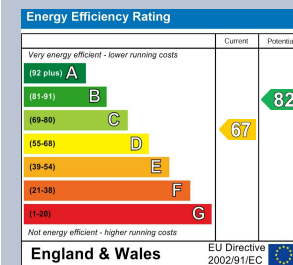 Energy Efficiency Rating
Current Potential
Very energy efficient - lower running costs
(92 plus) A
(81-91) B
82
(69-80) C
67
(55-68) D
(39-54) E
(21-38) F
(1-20) G
Not energy efficient - higher running costs
England & Wales
EU Directive
2002/91/EC